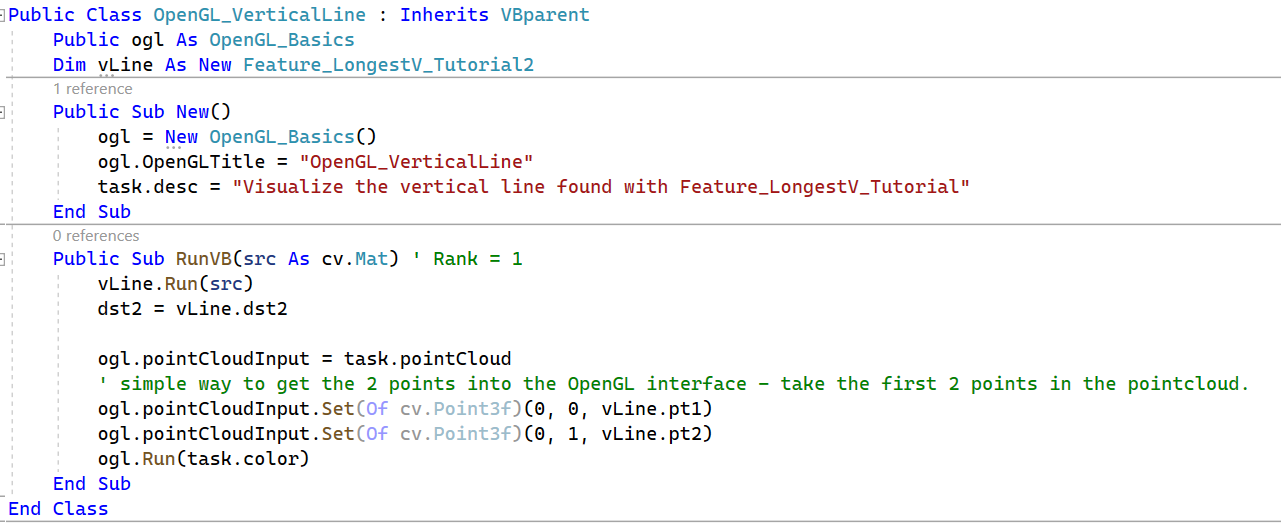 Public Class OpenGL_VerticalLine : Inherits VBparent
    Public ogl As OpenGL_Basics
    Dim vLine As New Feature_LongestV_Tutorial2
    1 reference
    Public Sub New()
        ogl = New OpenGL_Basics()
        ogl.OpenGLTitle = "OpenGL_VerticalLine"
        task.desc = "Visualize the vertical line found with Feature_LongestV_Tutorial"
    End Sub
    0 references
    Public Sub RunVB(src As cv.Mat) ' Rank = 1
        vLine.Run(src)
        dst2 = vLine.dst2

        ogl.pointCloudInput = task.pointCloud
        ' simple way to get the 2 points into the OpenGL interface - take the first 2 points in the pointcloud.
        ogl.pointCloudInput.Set(Of cv.Point3f)(0, 0, vLine.pt1)
        ogl.pointCloudInput.Set(Of cv.Point3f)(0, 1, vLine.pt2)
        ogl.Run(task.color)
    End Sub
End Class